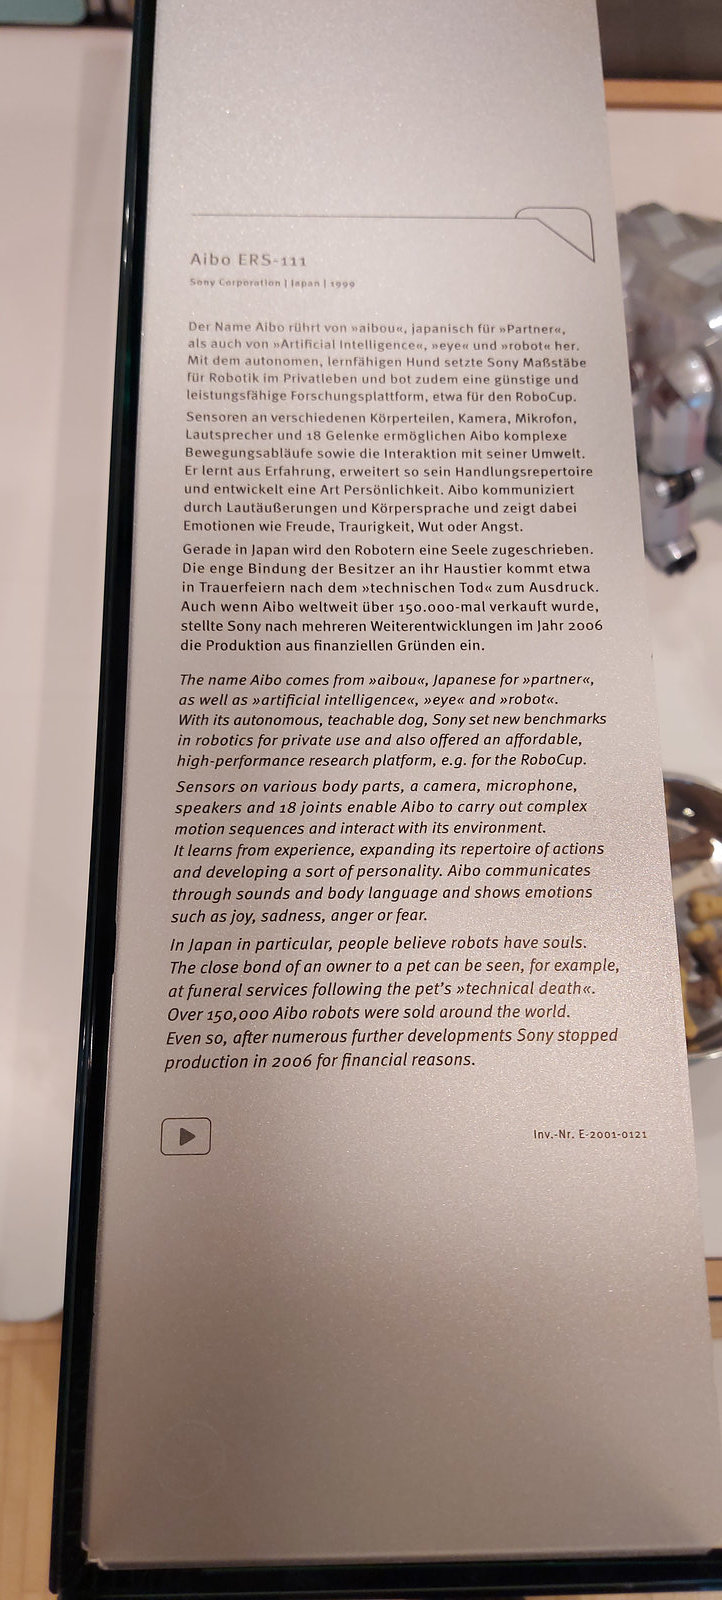 Aibo ERS-111
Sony Corporation | Japan | 1999
Der Name Aibo rührt von »aibou«, japanisch für »Partner«,
als auch von »Artificial Intelligence«, »eye« und »robot« her.
Mit dem autonomen, lernfähigen Hund setzte Sony Maßstäbe
für Robotik im Privatleben und bot zudem eine günstige und
leistungsfähige Forschungsplattform, etwa für den RoboCup.
Sensoren an verschiedenen Körperteilen, Kamera, Mikrofon,
Lautsprecher und 18 Gelenke ermöglichen Aibo komplexe
Bewegungsabläufe sowie die Interaktion mit seiner Umwelt.
Er lernt aus Erfahrung, erweitert so sein Handlungsrepertoire
und entwickelt eine Art Persönlichkeit. Aibo kommuniziert
durch Lautäußerungen und Körpersprache und zeigt dabei
Emotionen wie Freude, Traurigkeit, Wut oder Angst.
Gerade in Japan wird den Robotern eine Seele zugeschrieben.
Die enge Bindung der Besitzer an ihr Haustier kommt etwa
in Trauerfeiern nach dem »technischen Tod« zum Ausdruck.
Auch wenn Aibo weltweit über 150.000-mal verkauft wurde,
stellte Sony nach mehreren Weiterentwicklungen im Jahr 2006
die Produktion aus finanziellen Gründen ein.
The name Aibo comes from »aibou«, Japanese for »partner«,
as well as »artificial intelligence«, »eye« and »robot«.
With its autonomous, teachable dog, Sony set new benchmarks
in robotics for private use and also offered an affordable,
high-performance research platform, e.g. for the RoboCup.
Sensors on various body parts, a camera, microphone,
speakers and 18 joints enable Aibo to carry out complex
motion sequences and interact with its environment.
It learns from experience, expanding its repertoire of actions
and developing a sort of personality. Aibo communicates
through sounds and body language and shows emotions
such as joy, sadness, anger or fear.
In Japan in particular, people believe robots have souls.
The close bond of an owner to a pet can be seen, for example,
at funeral services following the pet's »technical death«.
Over 150,000 Aibo robots were sold around the world.
Even so, after numerous further developments Sony stopped
production in 2006 for financial reasons.
Inv.-Nr. E-2001-0121